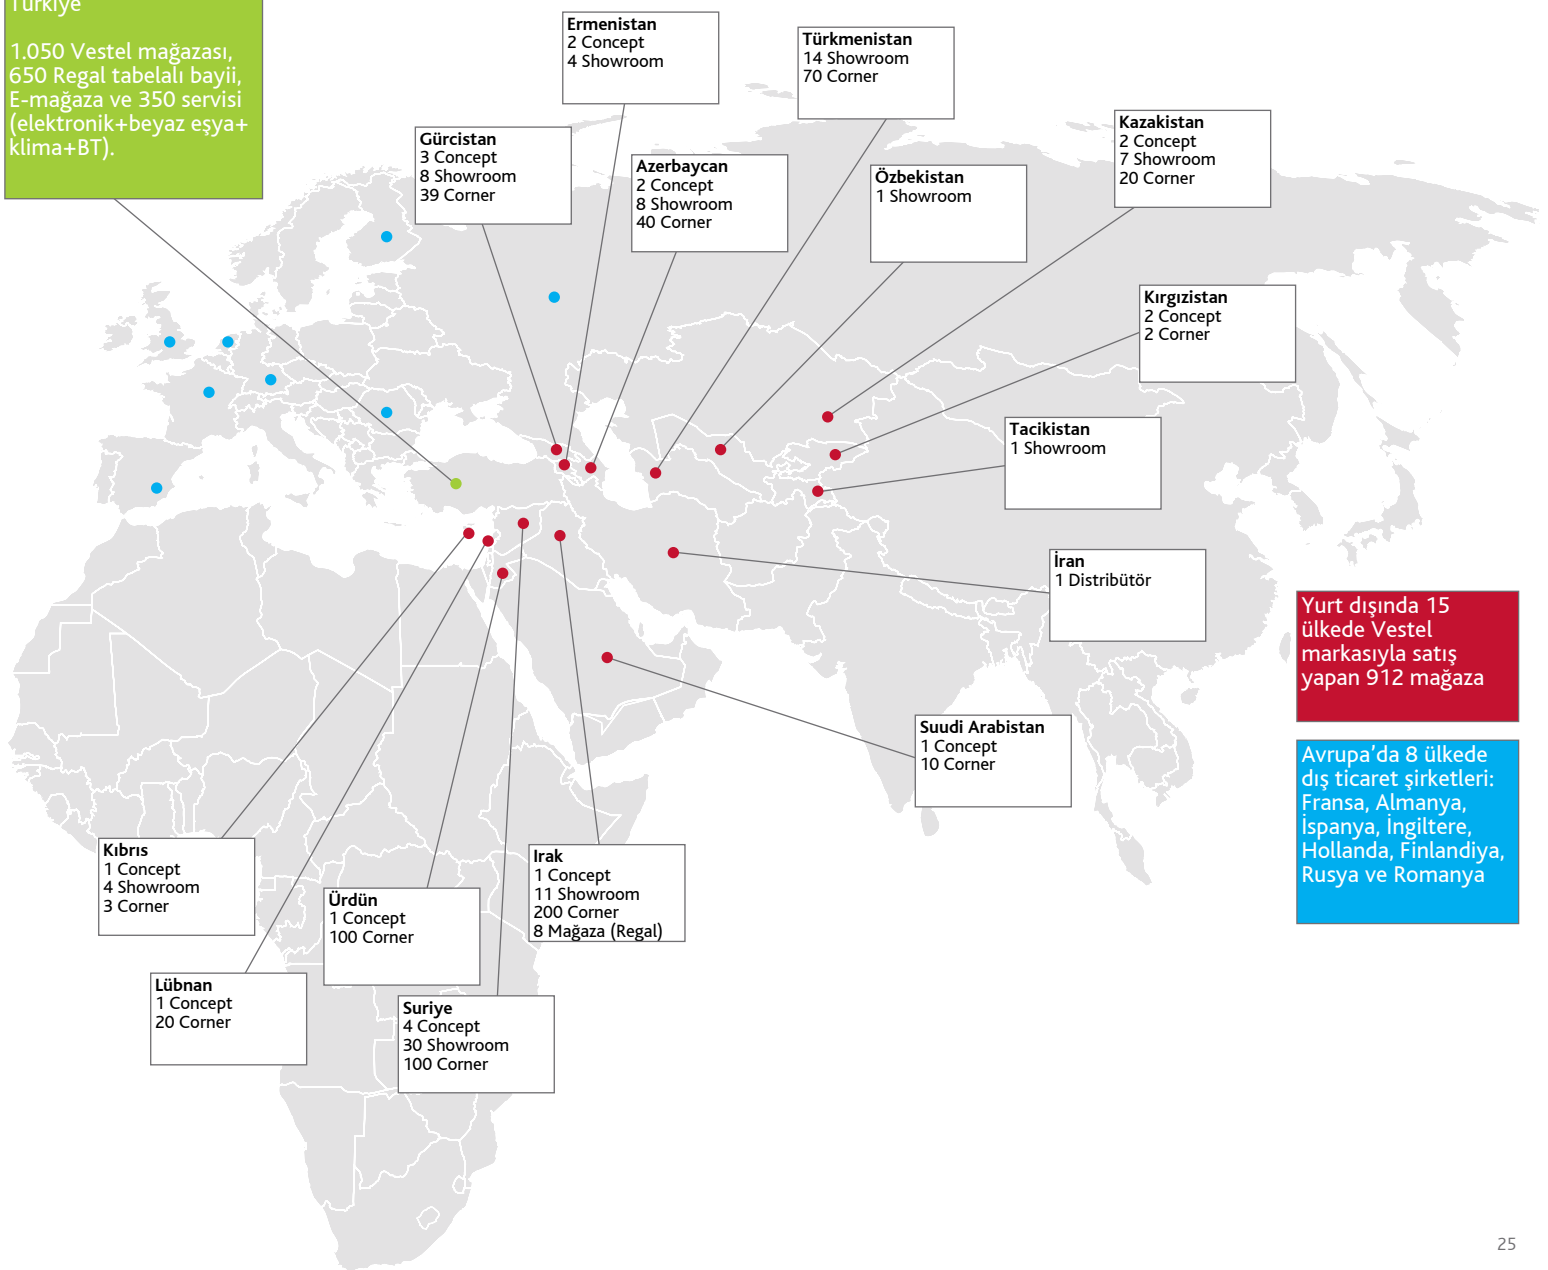 Türkiye
1.050 Vestel mağazası,
650 Regal tabelalı bayii,
E-mağaza ve 350 servisi
(elektronik+beyaz eşya+
klima+BT).
Ermenistan
2 Concept
4 Showroom
Türkmenistan
14 Showroom
70 Corner
Gürcistan
3 Concept
8 Showroom
39 Corner
Azerbaycan
2 Concept
8 Showroom
40 Corner
Özbekistan
1 Showroom
Kazakistan
2 Concept
7 Showroom
20 Corner
Kırgızistan
2 Concept
2 Corner
Tacikistan
1 Showroom
İran
1 Distribütör
Yurt dışında 15
ülkede Vestel
markasıyla satış
yapan 912 mağaza
Suudi Arabistan
1 Concept
10 Corner
Avrupa’da 8 ülkede
dış ticaret şirketleri:
Fransa, Almanya,
İspanya, İngiltere,
Hollanda, Finlandiya,
Rusya ve Romanya
Kıbrıs
1 Concept
4 Showroom
3 Corner
Irak
1 Concept
11 Showroom
200 Corner
8 Mağaza (Regal)
Ürdün
1 Concept
100 Corner
Lübnan
1 Concept
20 Corner
Suriye
4 Concept
30 Showroom
100 Corner
25